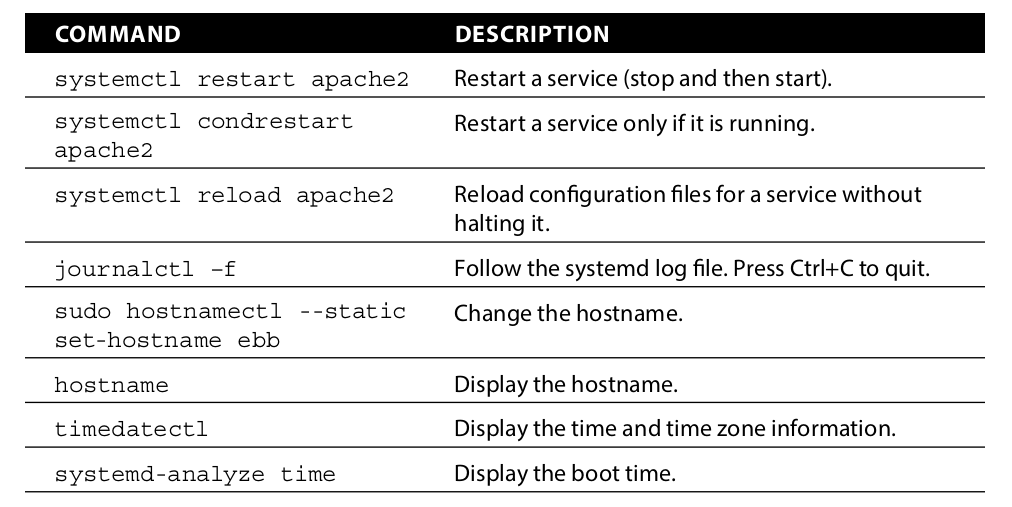 COMMAND DESCRIPTION
systemctl restart apache2 Restart a service (stop and then start).
systemctl condrestart
apache2
Restart a service only if it is running.
systemctl reload apache2
Reload configuration files for a service without
halting it.
journalctl –f Follow the systemd log file. Press Ctrl+C to quit.
sudo hostnamectl --static
set-hostname ebb
Change the hostname.
hostname Display the hostname.
timedatectl Display the time and time zone information.
systemd-analyze time Display the boot time.